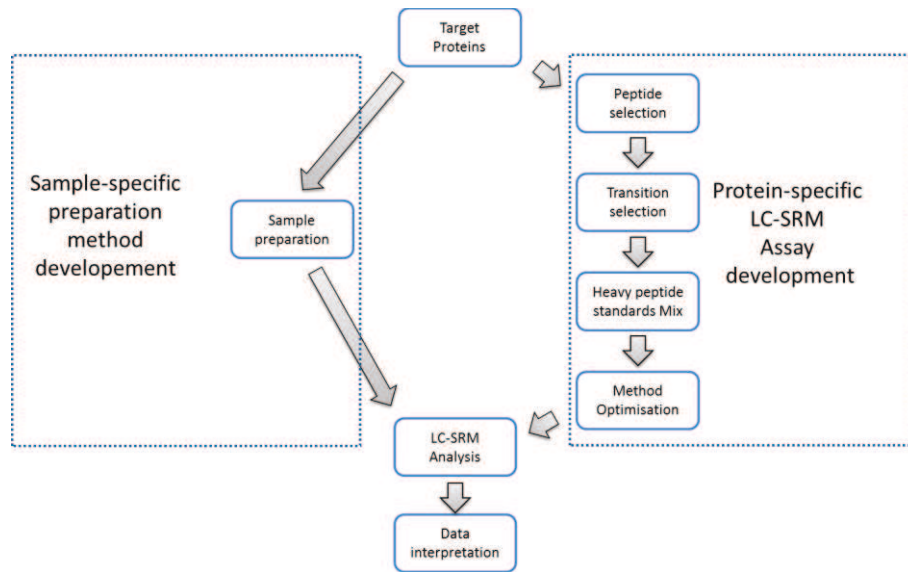 Target
Proteins
Sample-specific
preparation
method
developement
Sample
preparation
Peptide
selection
Transition
selection
Heavy peptide
standards Mix
Method
Optimisation
Protein-specific
LC-SRM
Assay
development
LC-SRM
Analysis
Data
interpretation